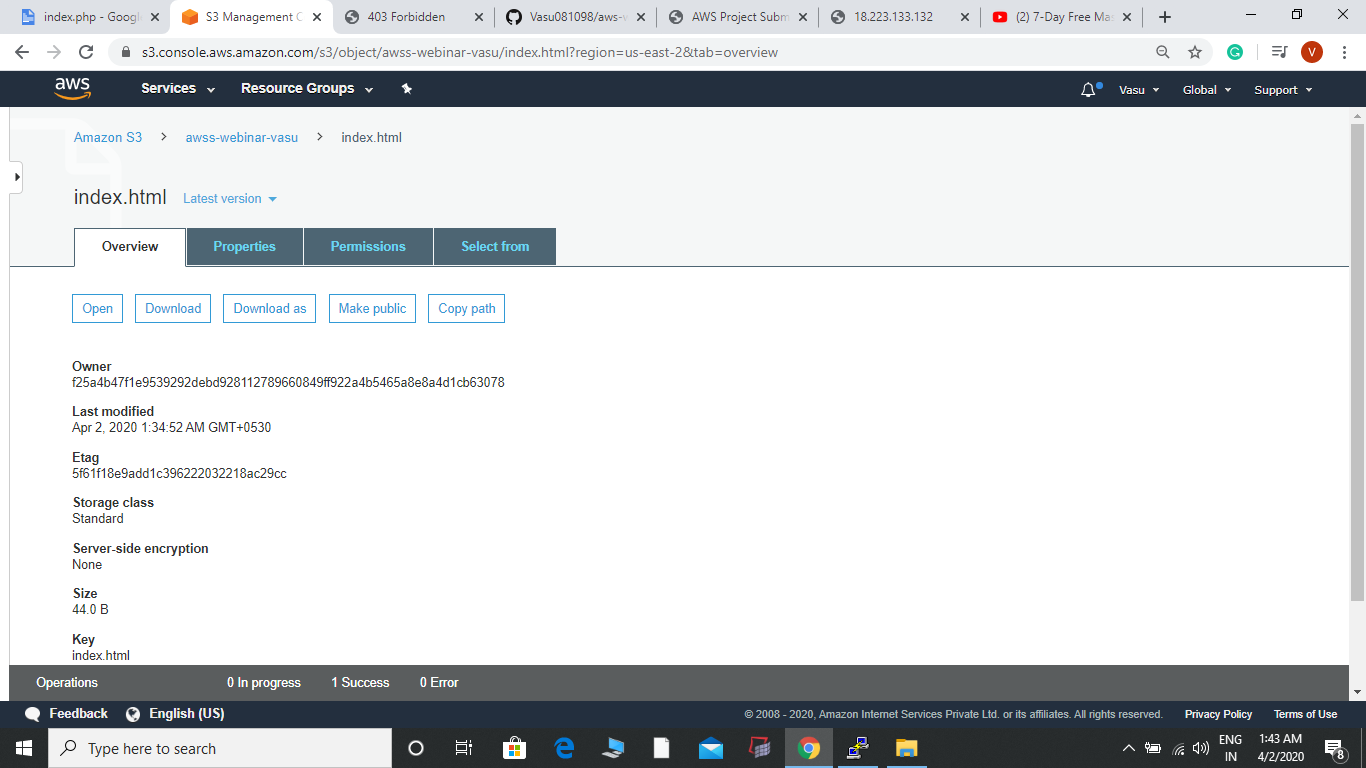 index.php - Googl
S3 Management C
403 Forbidden
Vasu081098/aws-v
AWS Project Subm
18.223.133.132
(2) 7-Day Free Mas
s3.console.aws.amazon.com/s3/object/awss-webinar-vasu/index.html?region=us-east-2&tab=overview
V
aws
Services
Resource Groups
Vasu
Global
Support
Amazon S3
awss-webinar-vasu
index.html
index.html
Latest version
Overview
Properties
Permissions
Select from
Open
Download
Download as
Make public
Copy path
Owner
f25a4b47f1e9539292debd928112789660849ff922a4b5465a8e8a4d1cb63078
Last modified
Apr 2, 2020 1:34:52 AM GMT+0530
Etag
5f61f18e9add1c396222032218ac29cc
Storage class
Standard
Server-side encryption
None
Size
44.0 B
Key
index.html
Operations
0 In progress
1 Success
0 Error
Feedback
English (US)
© 2008 - 2020, Amazon Internet Services Private Ltd. or its affiliates. All rights reserved.
Privacy Policy
Terms of Use
Type here to search
ENG
IN
1:43 AM
4/2/2020
8